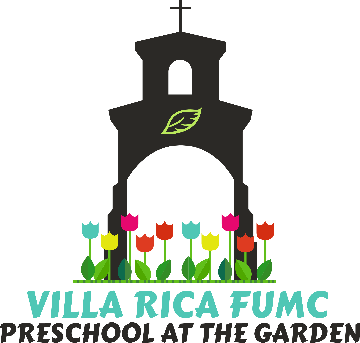 VILLA RICA FUMC
PRESCHOOL AT THE GARDEN